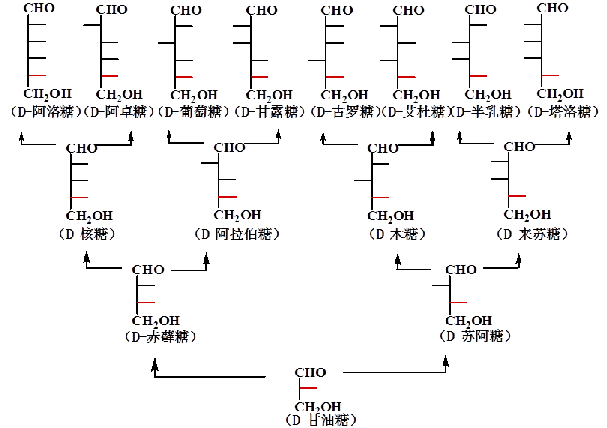 CHO CHO CHO CHO CHO CHO CHO CHO
CH2OH CH2OH CH2OH CH2OH CH2OH CH2OH CH2OH CH2OH
(D-阿洛糖) (D-阿卓糖) (D-葡萄糖) (D-甘露糖) (D-古罗糖) (D-艾杜糖) (D-半乳糖) (D-塔洛糖)
CHO CHO CHO CHO
CH2OH CH2OH CH2OH CH2OH
(D 核糖) (D 阿拉伯糖) (D 木糖) (D 来苏糖)
CHO CHO
CH2OH CH2OH
(D-赤藓糖) (D 苏阿糖)
CHO
CH2OH
(D 甘油糖)